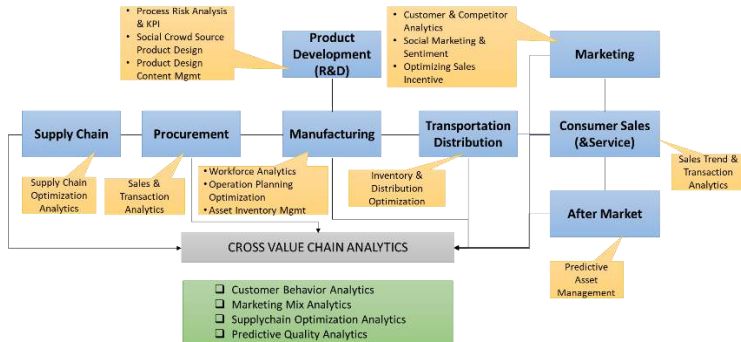 • Process Risk Analysis
& KPI
• Social Crowd Source
Product Design
• Product Design
Content Mgmt
Product
Development
(R&D)
• Customer & Competitor
Analytics
• Social Marketing &
Sentiment
• Optimizing Sales
Incentive
Marketing
Supply Chain
Procurement
Manufacturing
Transportation
Distribution
Consumer Sales
(&Service)
Supply Chain
Optimization
Analytics
Sales &
Transaction
Analytics
• Workforce Analytics
• Operation Planning
Optimization
• Asset Inventory Mgmt
Inventory &
Distribution
Optimization
Sales Trend &
Transaction
Analytics
After Market
CROSS VALUE CHAIN ANALYTICS
Predictive
Asset
Management
❑ Customer Behavior Analytics
❑ Marketing Mix Analytics
❑ Supplychain Optimization Analytics
❑ Predictive Quality Analytics